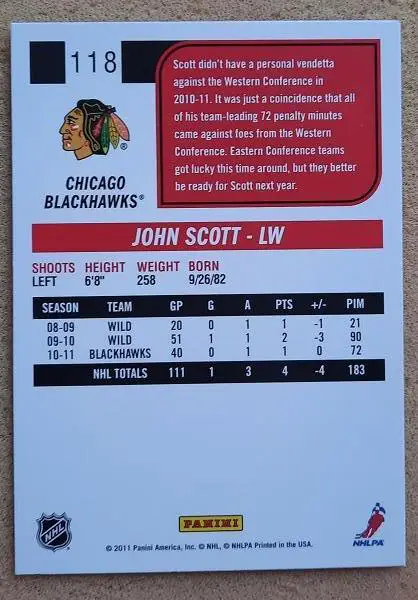 118
Scott didn't have a personal vendetta
against the Western Conference in
2010-11. It was just a coincidence that all
of his team-leading 72 penalty minutes
came against foes from the Western
Conference. Eastern Conference teams
got lucky this time around, but they better
be ready for Scott next year.
CHICAGO
BLACKHAWKS®
JOHN SCOTT - LW
SHOOTS HEIGHT WEIGHT BORN
LEFT 6'8" 258 9/26/82
SEASON TEAM GP G A PTS +/- PIM
08-09 WILD 20 0 1 1 -1 21
09-10 WILD 51 1 1 2 -3 90
10-11 BLACKHAWKS 40 0 1 1 0 72
NHL TOTALS 111 1 3 4 -4 183
PANINI
NHL
NHLPA
© 2011 Panini America, Inc. © NHL, © NHLPA Printed in the USA.